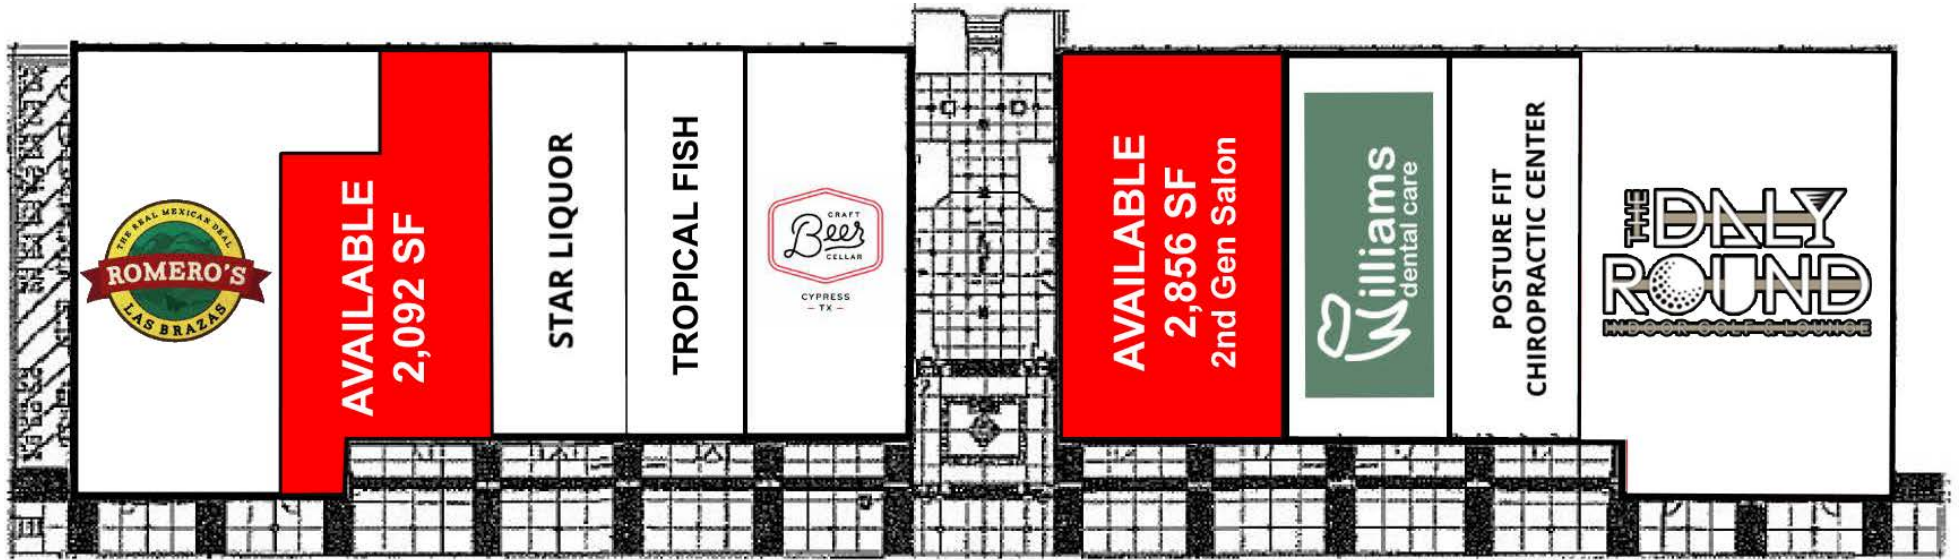 THE REAL MEXICAN DEAL
ROMERO'S
LAS BRAZAS
AVAILABLE
2,092 SF
STAR LIQUOR
TROPICAL FISH
CRAFT
Beer
CELLAR
CYPRESS
– TX –
AVAILABLE
2,856 SF
2nd Gen Salon
Williams
dental care
POSTURE FIT
CHIROPRACTIC CENTER
THE
DALY
ROUND
INDOOR GOLF & LOUNGE